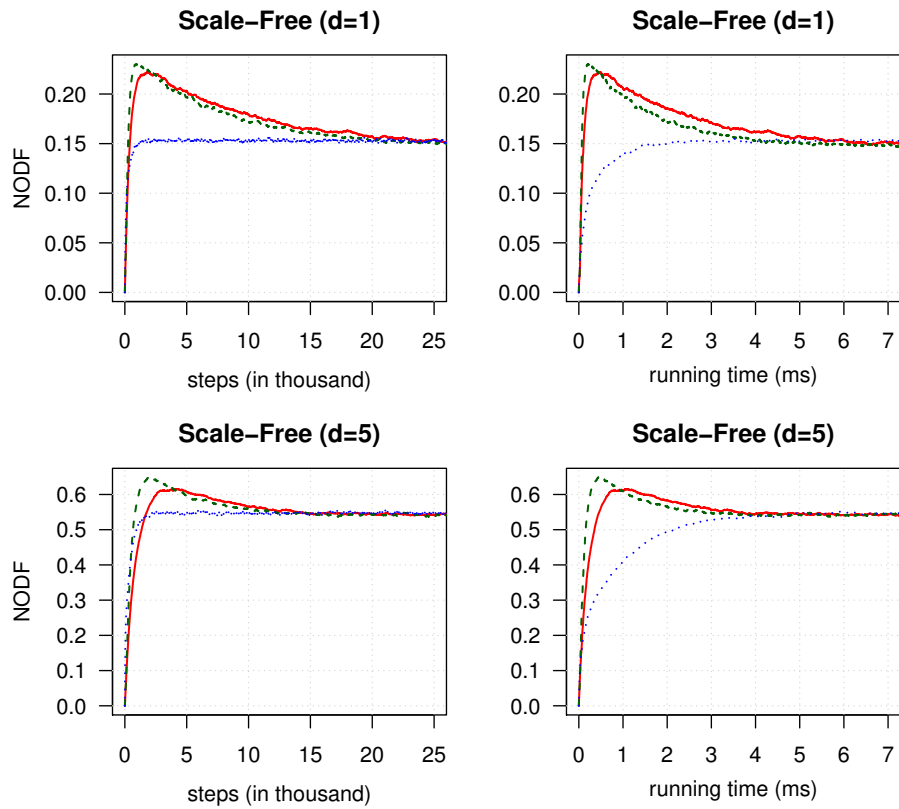 Scale−Free (d=1)
NODF
0.20
0.15
0.10
0.05
0.00
0 5 10 15 20 25
steps (in thousand)
Scale−Free (d=1)
0.20
0.15
0.10
0.05
0.00
0 1 2 3 4 5 6 7
running time (ms)
Scale−Free (d=5)
NODF
0.6
0.5
0.4
0.3
0.2
0.1
0.0
0 5 10 15 20 25
steps (in thousand)
Scale−Free (d=5)
0.6
0.5
0.4
0.3
0.2
0.1
0.0
0 1 2 3 4 5 6 7
running time (ms)